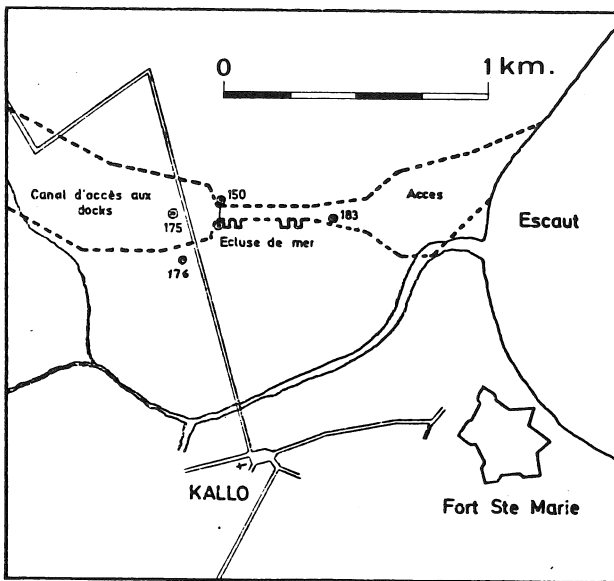 0 1 km.
150
Canal d'accès aux
docks
Acces
175
183
Escaut
Ecluse de mer
176
KALLO
Fort Ste Marie